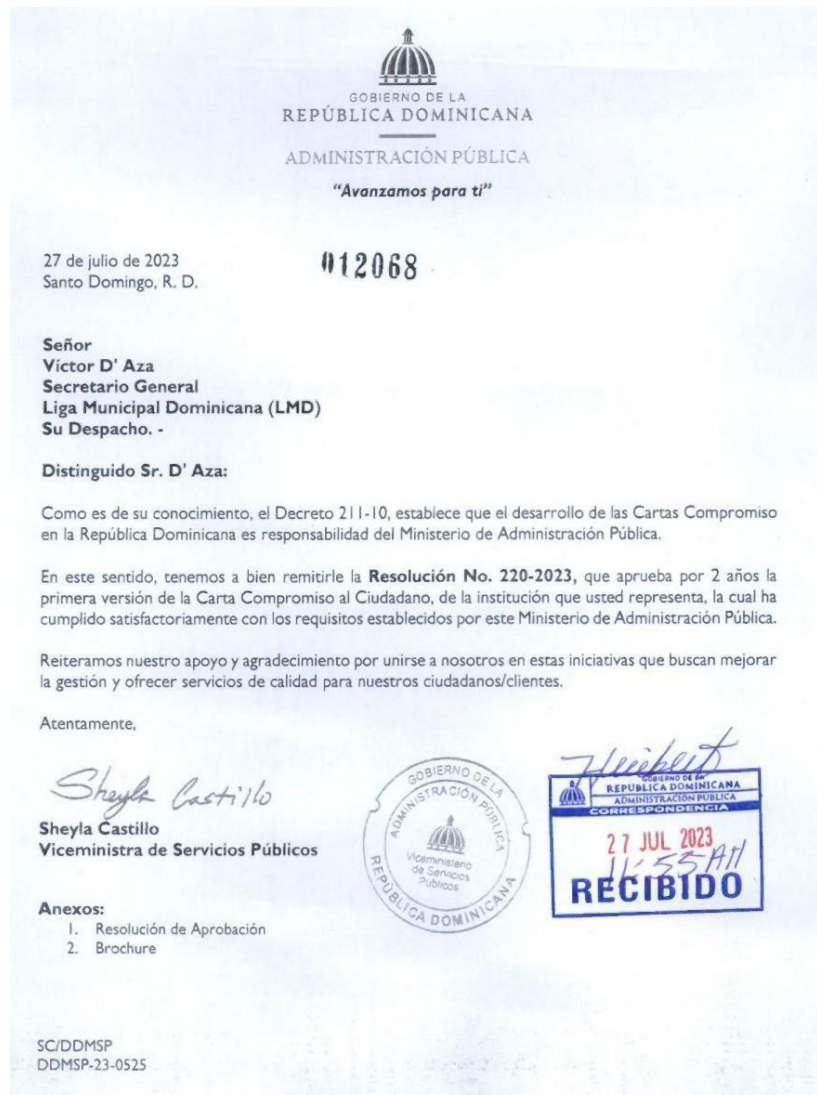 GOBIERNO DE LA
REPÚBLICA DOMINICANA
ADMINISTRACIÓN PÚBLICA
"Avanzamos para ti"
27 de julio de 2023
012068
Santo Domingo, R. D.
Señor
Víctor D' Aza
Secretario General
Liga Municipal Dominicana (LMD)
Su Despacho. -
Distinguido Sr. D' Aza:
Como es de su conocimiento, el Decreto 211-10, establece que el desarrollo de las Cartas Compromiso
en la República Dominicana es responsabilidad del Ministerio de Administración Pública.
En este sentido, tenemos a bien remitirle la Resolución No. 220-2023, que aprueba por 2 años la
primera versión de la Carta Compromiso al Ciudadano, de la institución que usted representa, la cual ha
cumplido satisfactoriamente con los requisitos establecidos por este Ministerio de Administración Pública.
Reiteramos nuestro apoyo y agradecimiento por unirse a nosotros en estas iniciativas que buscan mejorar
la gestión y ofrecer servicios de calidad para nuestros ciudadanos/clientes.
Atentamente,
Sheyla Castillo
Sheyla Castillo
Viceministra de Servicios Públicos
GOBIERNO DE LA
REPÚBLICA DOMINICANA
ADMINISTRACIÓN PÚBLICA
Viceministerio
de Servicios
Públicos
GOBIERNO DE LA
REPÚBLICA DOMINICANA
ADMINISTRACIÓN PÚBLICA
CORRESPONDENCIA
27 JUL 2023
11:55 AM
RECIBIDO
Anexos:
1. Resolución de Aprobación
2. Brochure
SC/DDMSP
DDMSP-23-0525